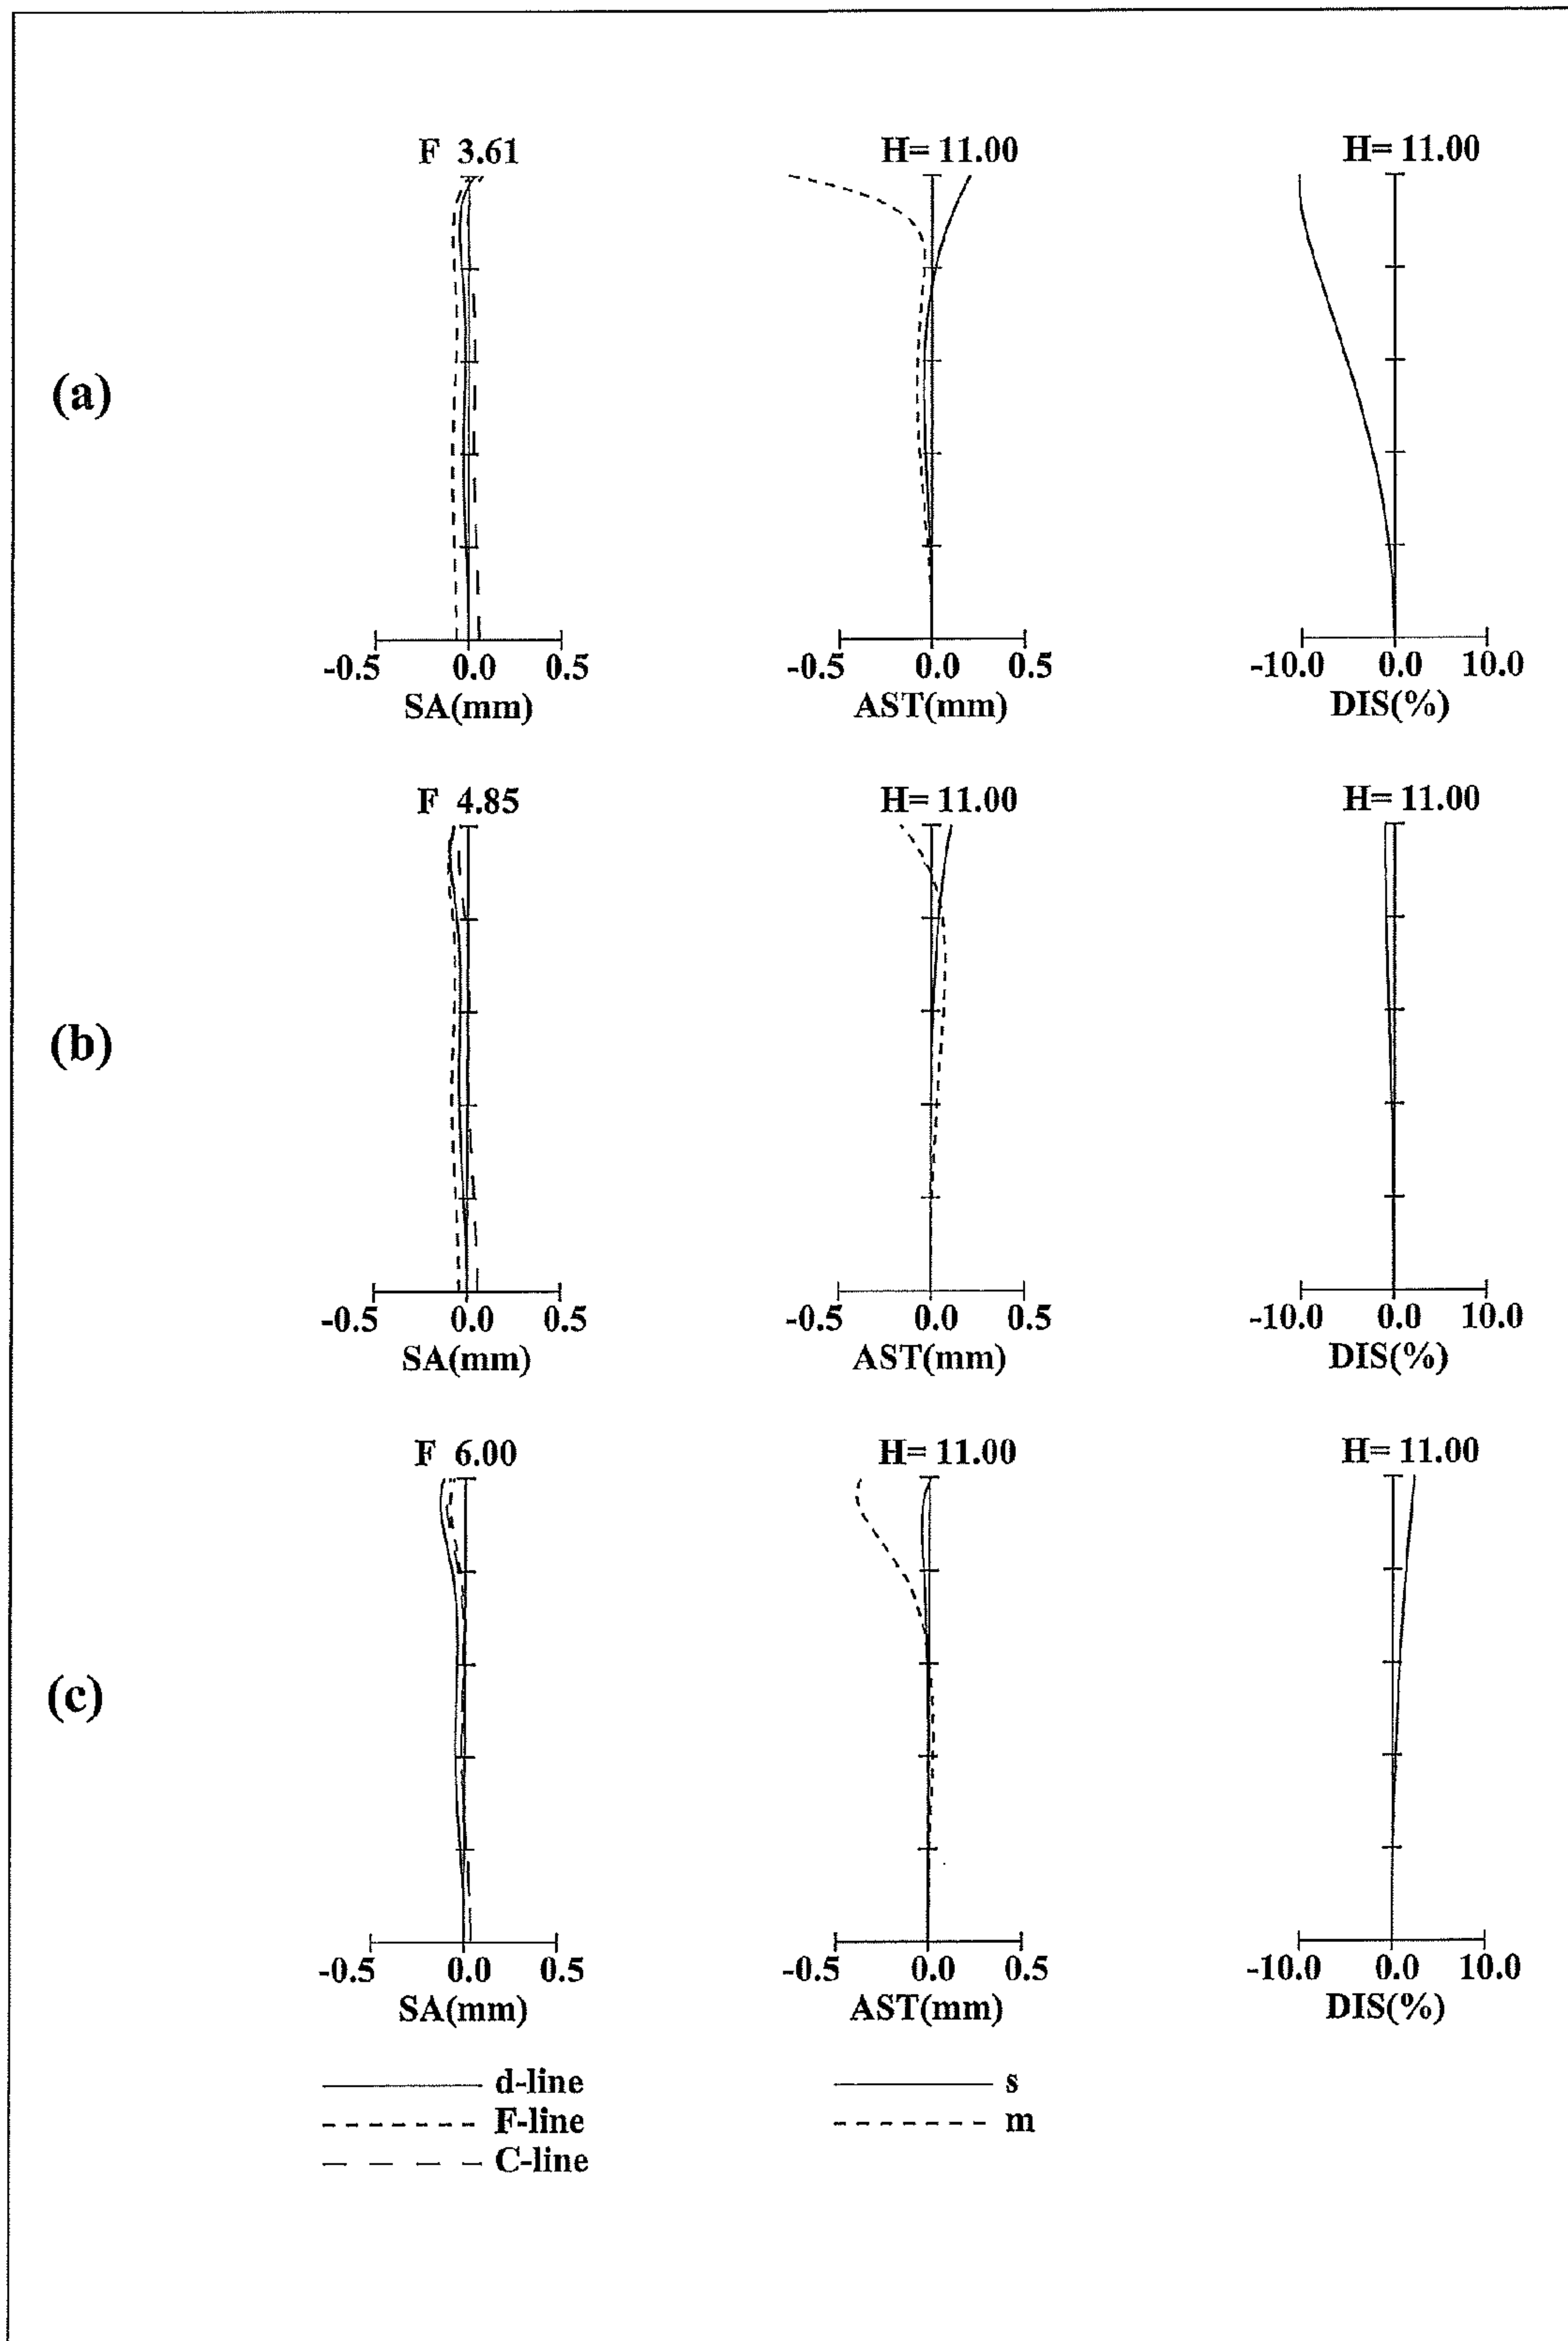 (a)
F 3.61
H= 11.00
H= 11.00
-0.5 0.0 0.5
SA(mm)
-0.5 0.0 0.5
AST(mm)
-10.0 0.0 10.0
DIS(%)
(b)
F 4.85
H= 11.00
H= 11.00
-0.5 0.0 0.5
SA(mm)
-0.5 0.0 0.5
AST(mm)
-10.0 0.0 10.0
DIS(%)
(c)
F 6.00
H= 11.00
H= 11.00
-0.5 0.0 0.5
SA(mm)
-0.5 0.0 0.5
AST(mm)
-10.0 0.0 10.0
DIS(%)
d-line
F-line
C-line
s
m